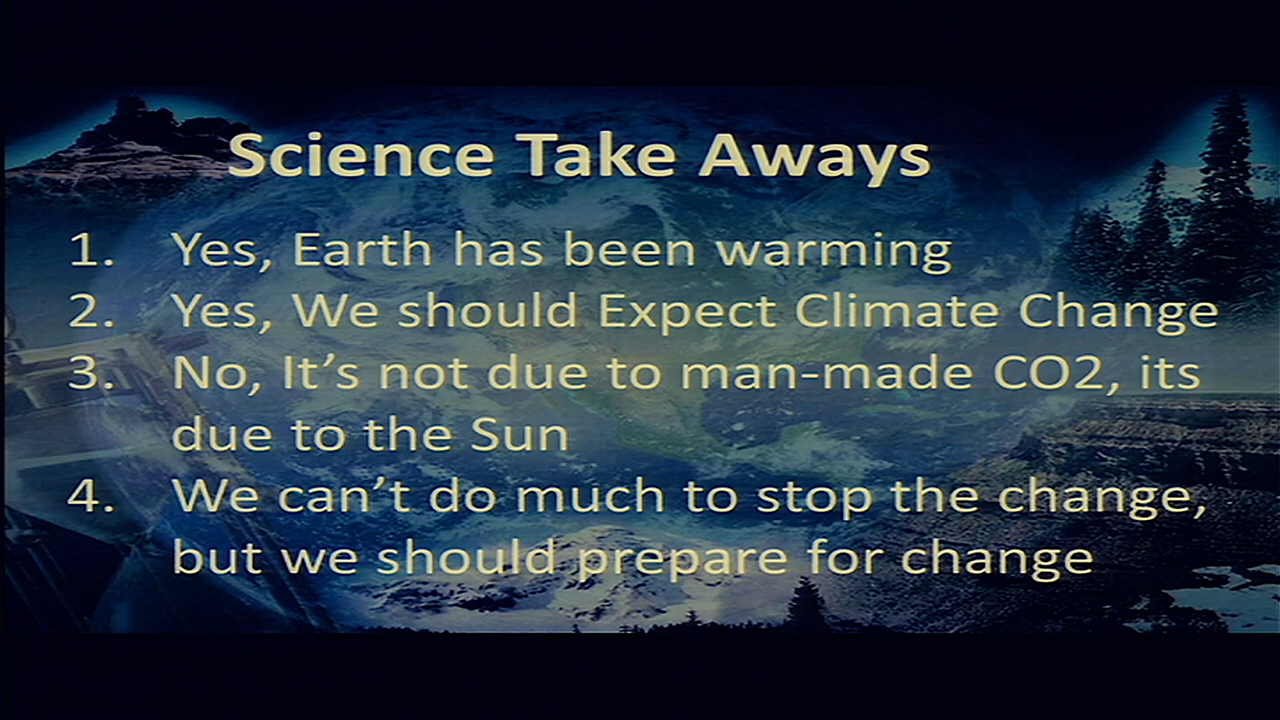 Science Take Aways
1. Yes, Earth has been warming
2. Yes, We should Expect Climate Change
3. No, It’s not due to man-made CO2, its
due to the Sun
4. We can’t do much to stop the change,
but we should prepare for change